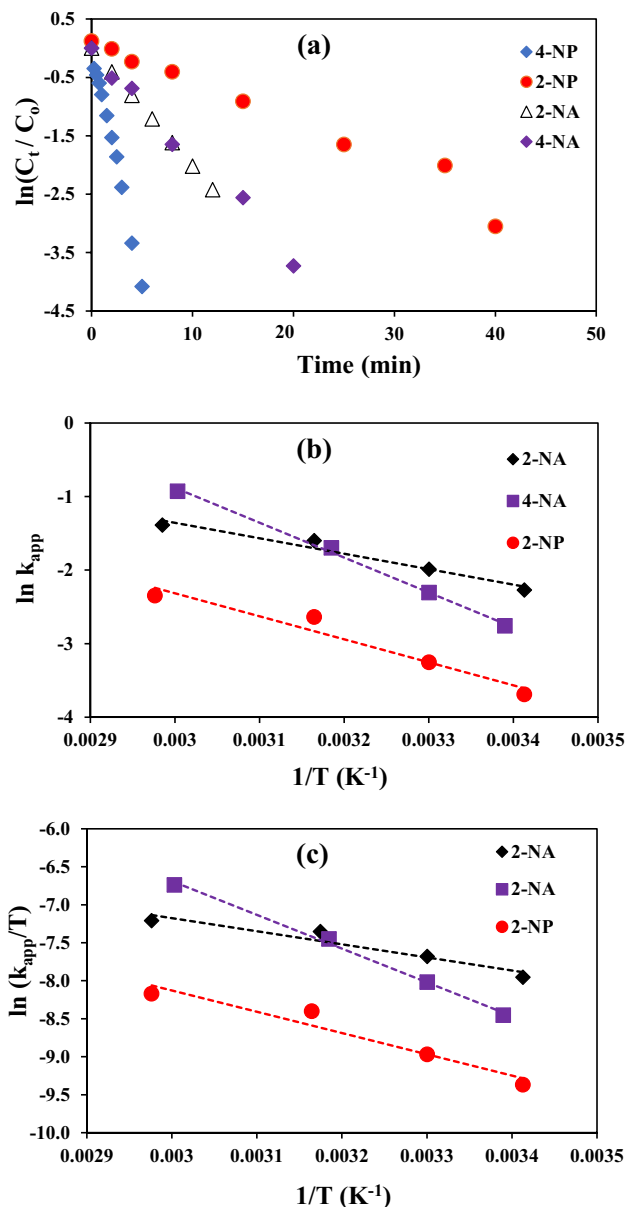 (a)
0.5
-0.5
-1.5
-2.5
-3.5
-4.5
ln(Ct / Co)
0 10 20 30 40 50
Time (min)
4-NP
2-NP
2-NA
4-NA
(b)
0
-1
-2
-3
-4
ln kapp
0.0029 0.003 0.0031 0.0032 0.0033 0.0034 0.0035
1/T (K-1)
2-NA
4-NA
2-NP
(c)
-6.0
-6.5
-7.0
-7.5
-8.0
-8.5
-9.0
-9.5
-10.0
ln (kapp/T)
0.0029 0.003 0.0031 0.0032 0.0033 0.0034 0.0035
1/T (K-1)
2-NA
2-NA
2-NP